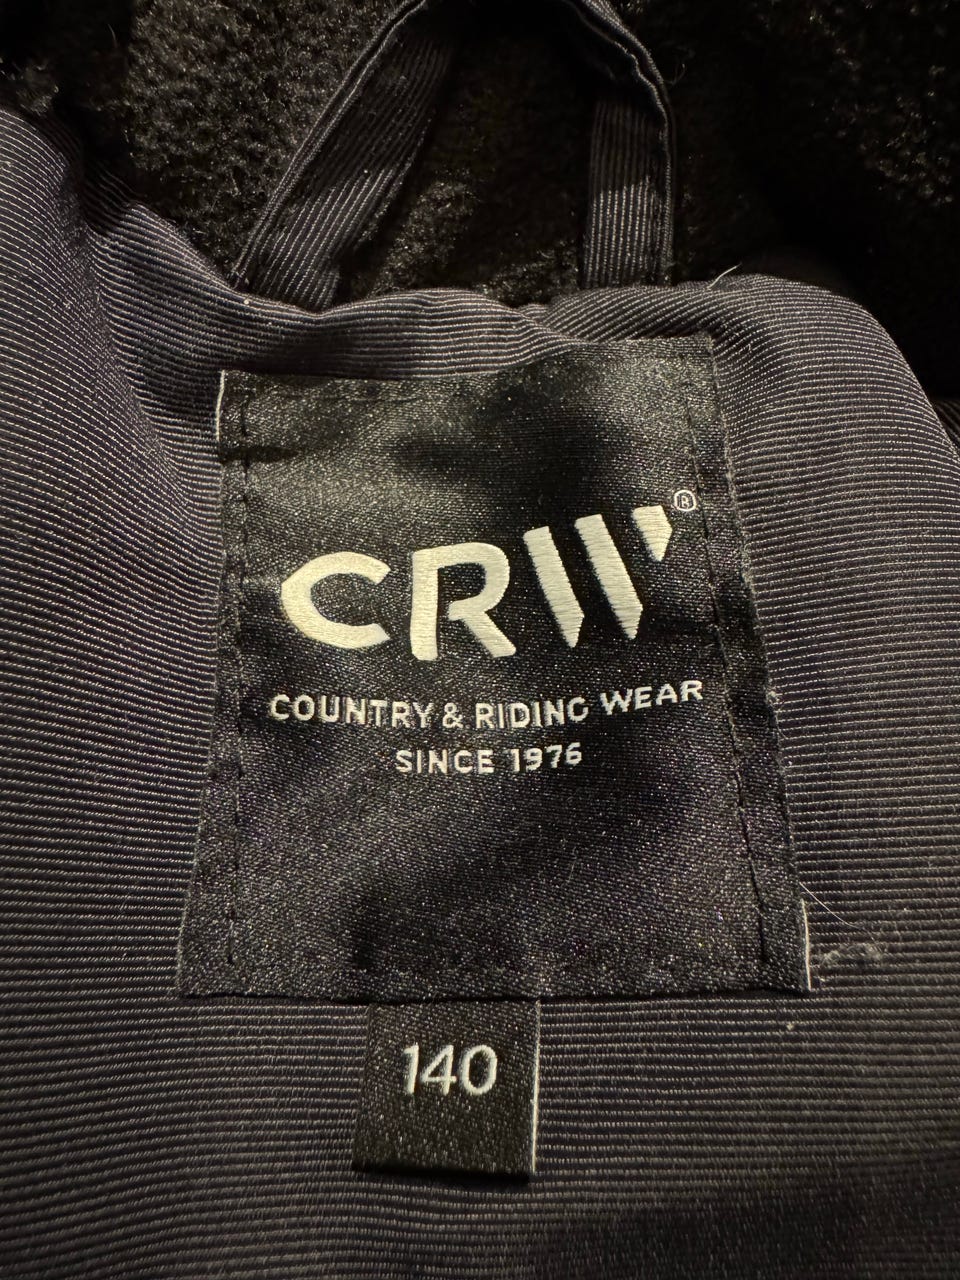 CRW®
COUNTRY & RIDING WEAR
SINCE 1976
140